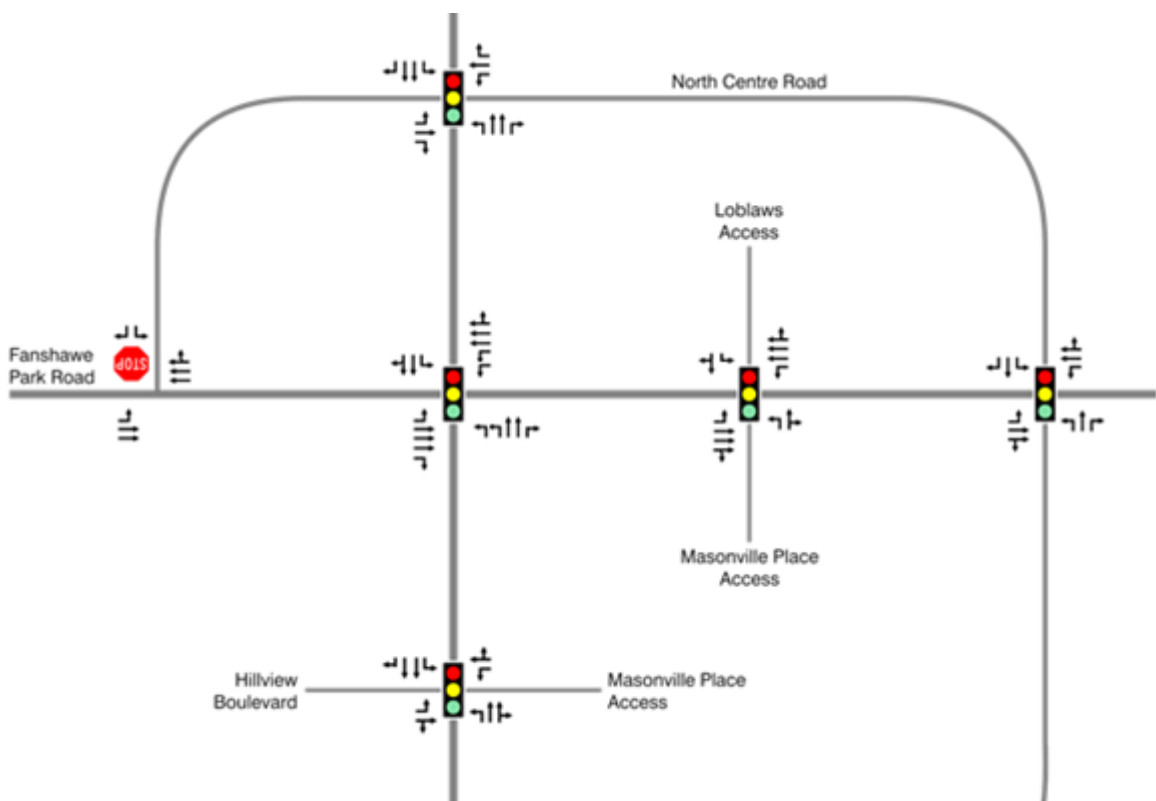 North Centre Road
Loblaws
Access
Fanshawe
Park Road
STOP
Masonville Place
Access
Hillview
Boulevard
Masonville Place
Access